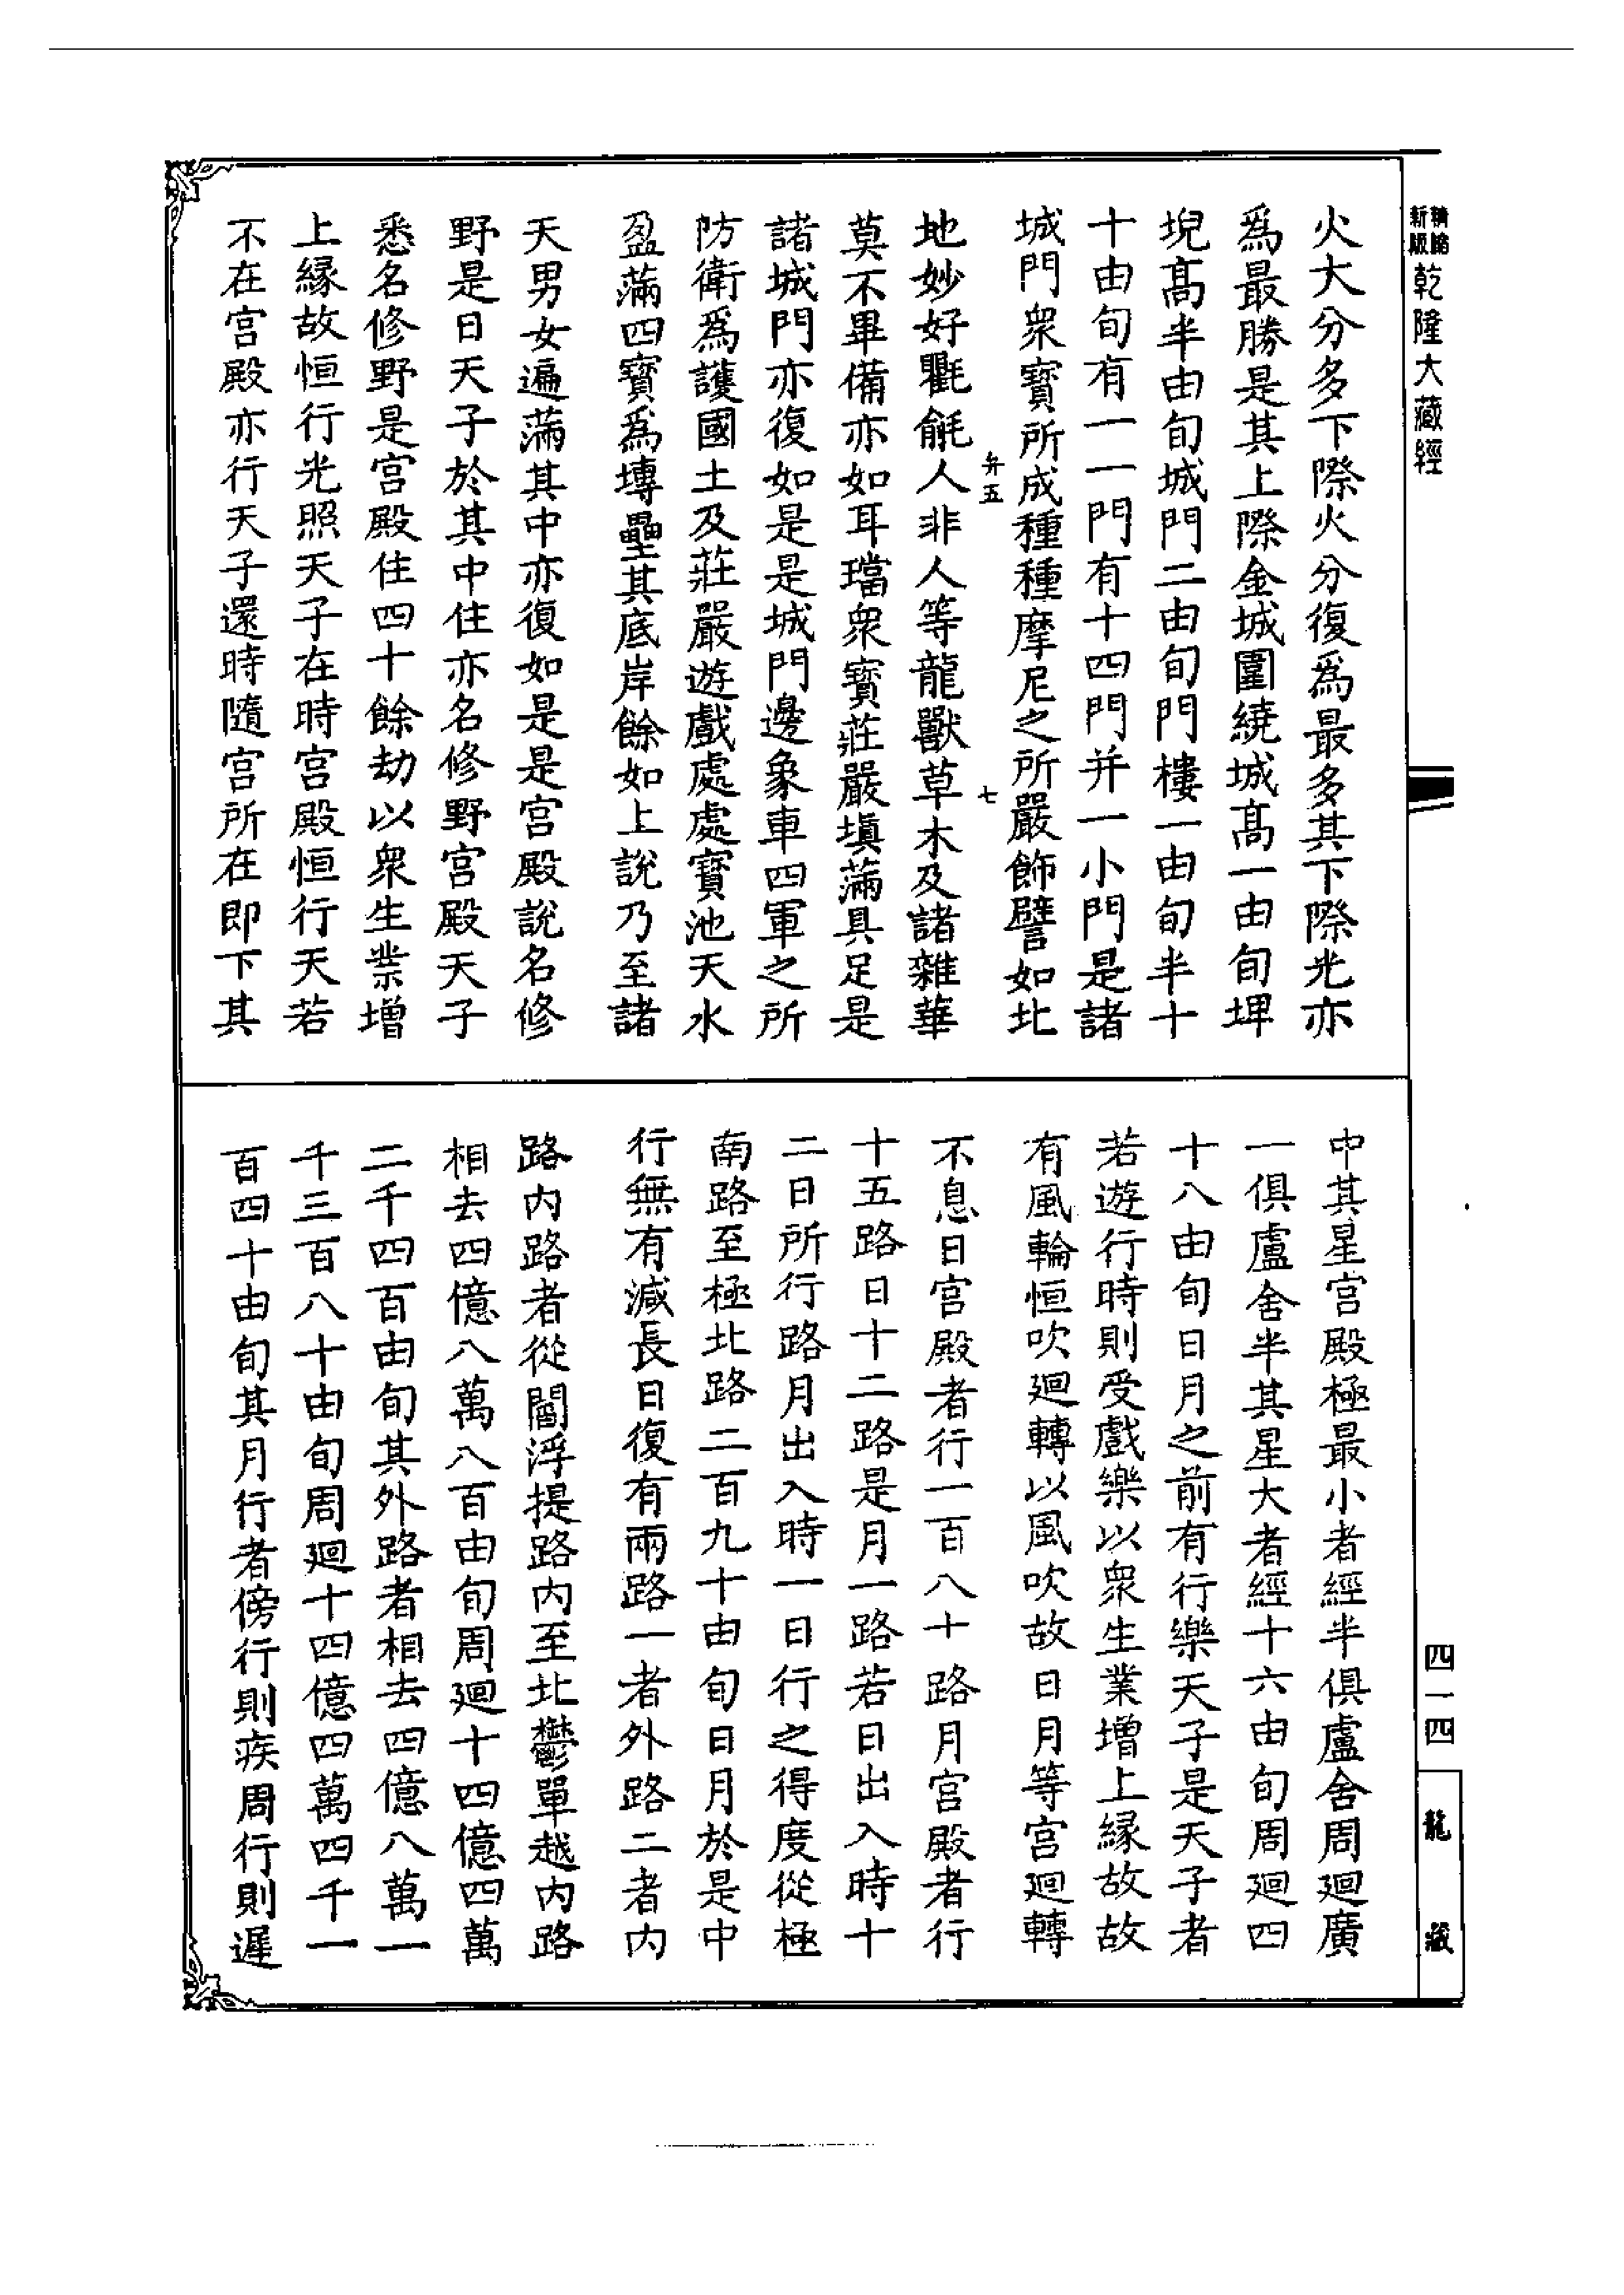 精縮
新版
乾隆大藏經
火大分多下際火分復爲最多其下際光亦
爲最勝是其上際金城圍繞城髙一由旬埤
堄髙半由旬城門二由旬門樓一由旬半十
十由旬有一一門有十四門并一小門是諸
城門衆寳所成種種摩尼之所嚴飾譬如北
弁五
七
地妙好氍毹人非人等龍獸草木及諸雜華
莫不畢備亦如耳璫衆寳莊嚴塡滿具足是
諸城門亦復如是是城門邊象車四軍之所
防衛爲護國土及莊嚴遊戲處處寳池天水
盈滿四寳爲塼壘其底岸餘如上說乃至諸
天男女遍滿其中亦復如是是宮殿說名修
野是日天子於其中住亦名修野宮殿天子
悉名修野是宮殿住四十餘劫以衆生業增
上縁故恒行光照天子在時宮殿恒行天若
不在宮殿亦行天子還時隨宮所在即下其
中其星宮殿極最小者經半俱盧舍周廻廣
一俱盧舍半其星大者經十六由旬周廻四
十八由旬日月之前有行樂天子是天子者
若遊行時則受戲樂以衆生業增上縁故故
有風輪恒吹廻轉以風吹故日月等宮廻轉
不息日宮殿者行一百八十路月宮殿者行
十五路日十二路是月一路若日出入時十
二日所行路月出入時一日行之得度從極
南路至極北路二百九十由旬日月於是中
行無有減長日復有兩路一者外路二者內
路內路者從閻浮提路內至北鬱單越內路
相去四億八萬八百由旬周廻十四億四萬
二千四百由旬其外路者相去四億八萬一
千三百八十由旬周廻十四億四萬四千一
百四十由旬其月行者傍行則疾周行則遲
四一四
龍藏